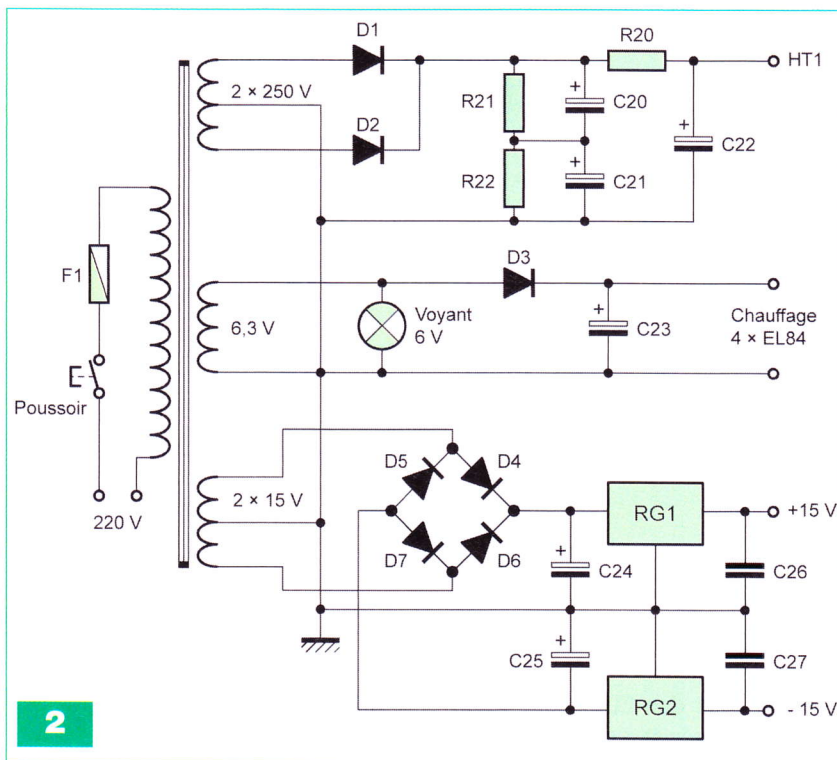 D1
R20
HT1
2 × 250 V
R21
+
C20
D2
+
C22
R22
+
C21
F1
D3
6,3 V
Voyant
6 V
+
C23
Chauffage
4 × EL84
Poussoir
220 V
2 × 15 V
D5
D4
D7
D6
RG1
+15 V
+
C24
C26
+
C25
C27
RG2
- 15 V
2